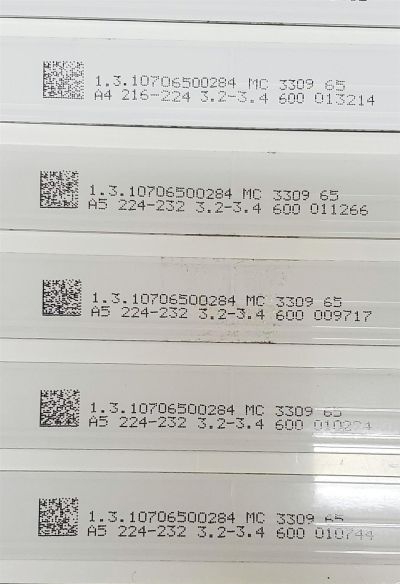 1.3.10706500284 MC 3309 65
A4 216-224 3.2-3.4 600 013214
1.3.10706500284 MC 3309 65
A5 224-232 3.2-3.4 600 011266
1.3.10706500284 MC 3309 65
A5 224-232 3.2-3.4 600 009717
1.3.10706500284 MC 3309 65
A5 224-232 3.2-3.4 600
1.3.10706500284 MC 3309 65
A5 224-232 3.2-3.4 600 010744